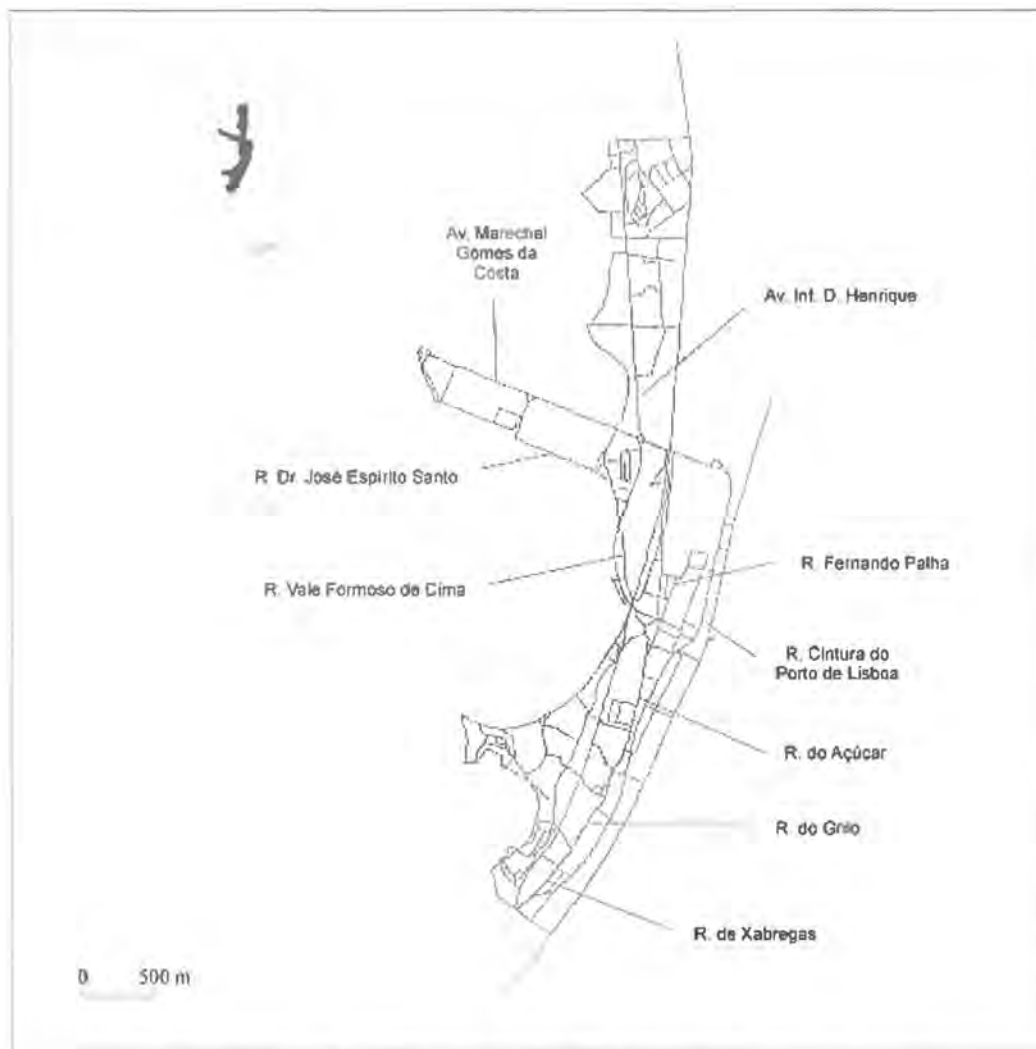 Av. Marechal
Gomes da
Costa
Av. Inf. D. Henrique
R. Dr. José Espírito Santo
R. Fernando Palha
R. Vale Formoso de Cima
R. Cintura do
Porto de Lisboa
R. do Açúcar
R. do Grilo
R. de Xabregas
0 500 m